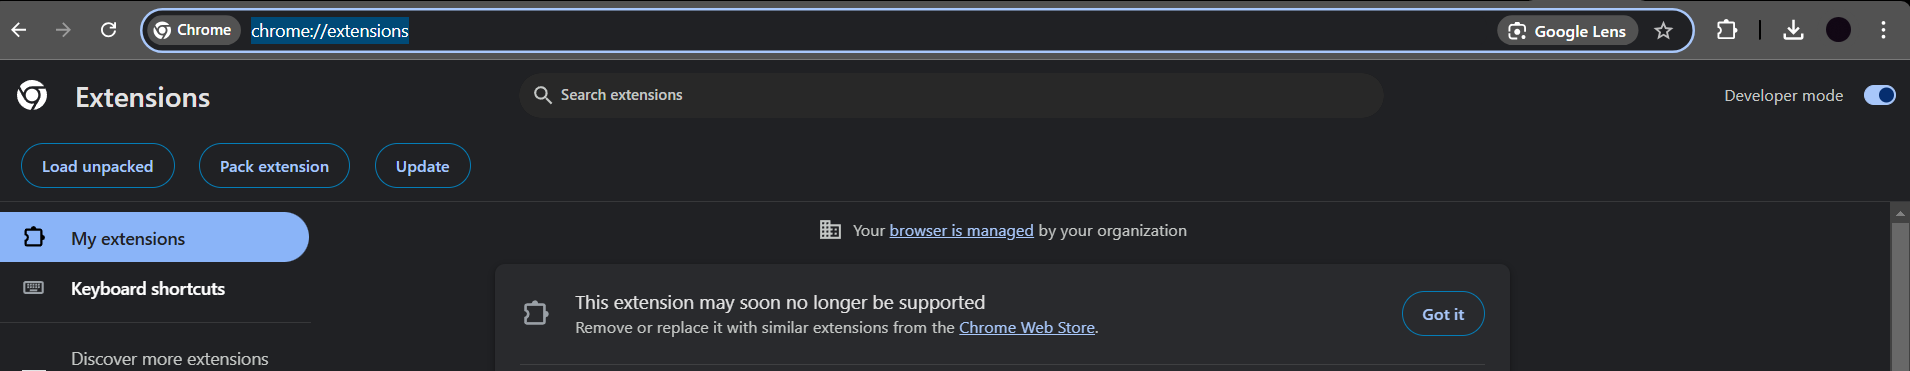 Chrome chrome://extensions Google Lens
Extensions Search extensions Developer mode
Load unpacked Pack extension Update
My extensions
Your browser is managed by your organization
Keyboard shortcuts
This extension may soon no longer be supported
Remove or replace it with similar extensions from the Chrome Web Store.
Got it
Discover more extensions